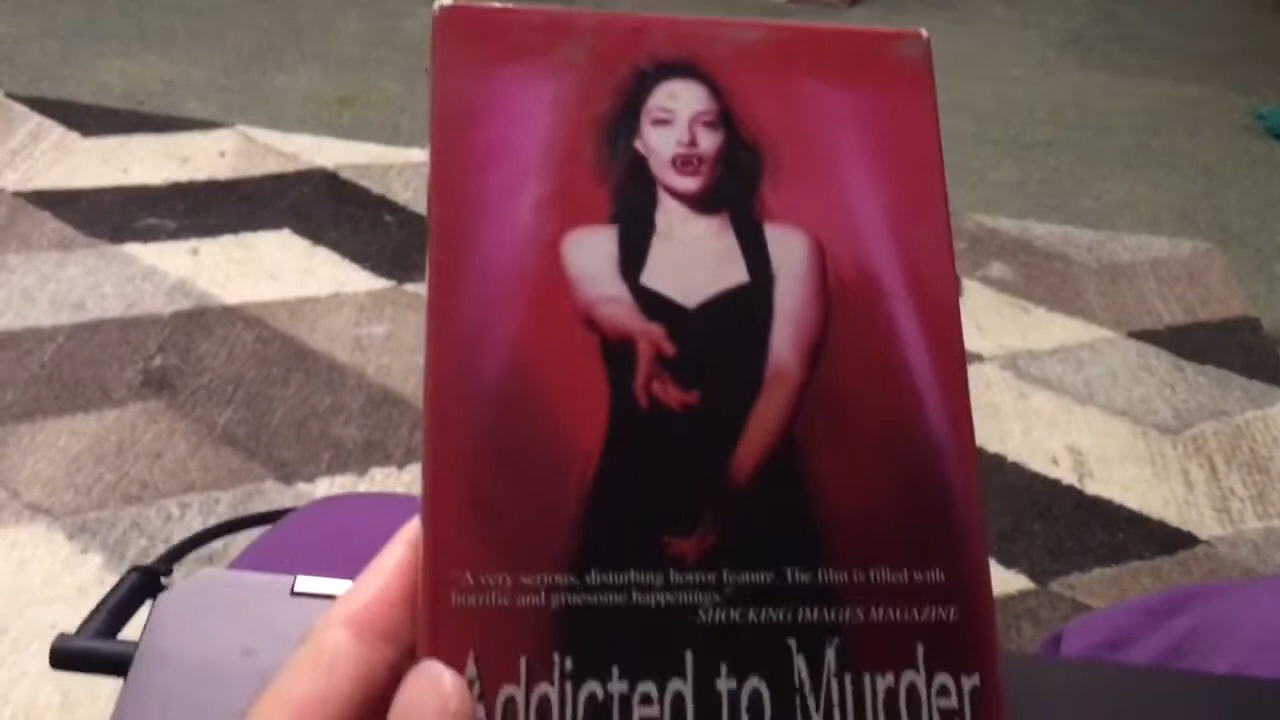 "A very serious, disturbing horror feature. The film is filled with
horrific and gruesome happenings."
SHOCKING IMAGES MAGAZINE
Addicted to Murder